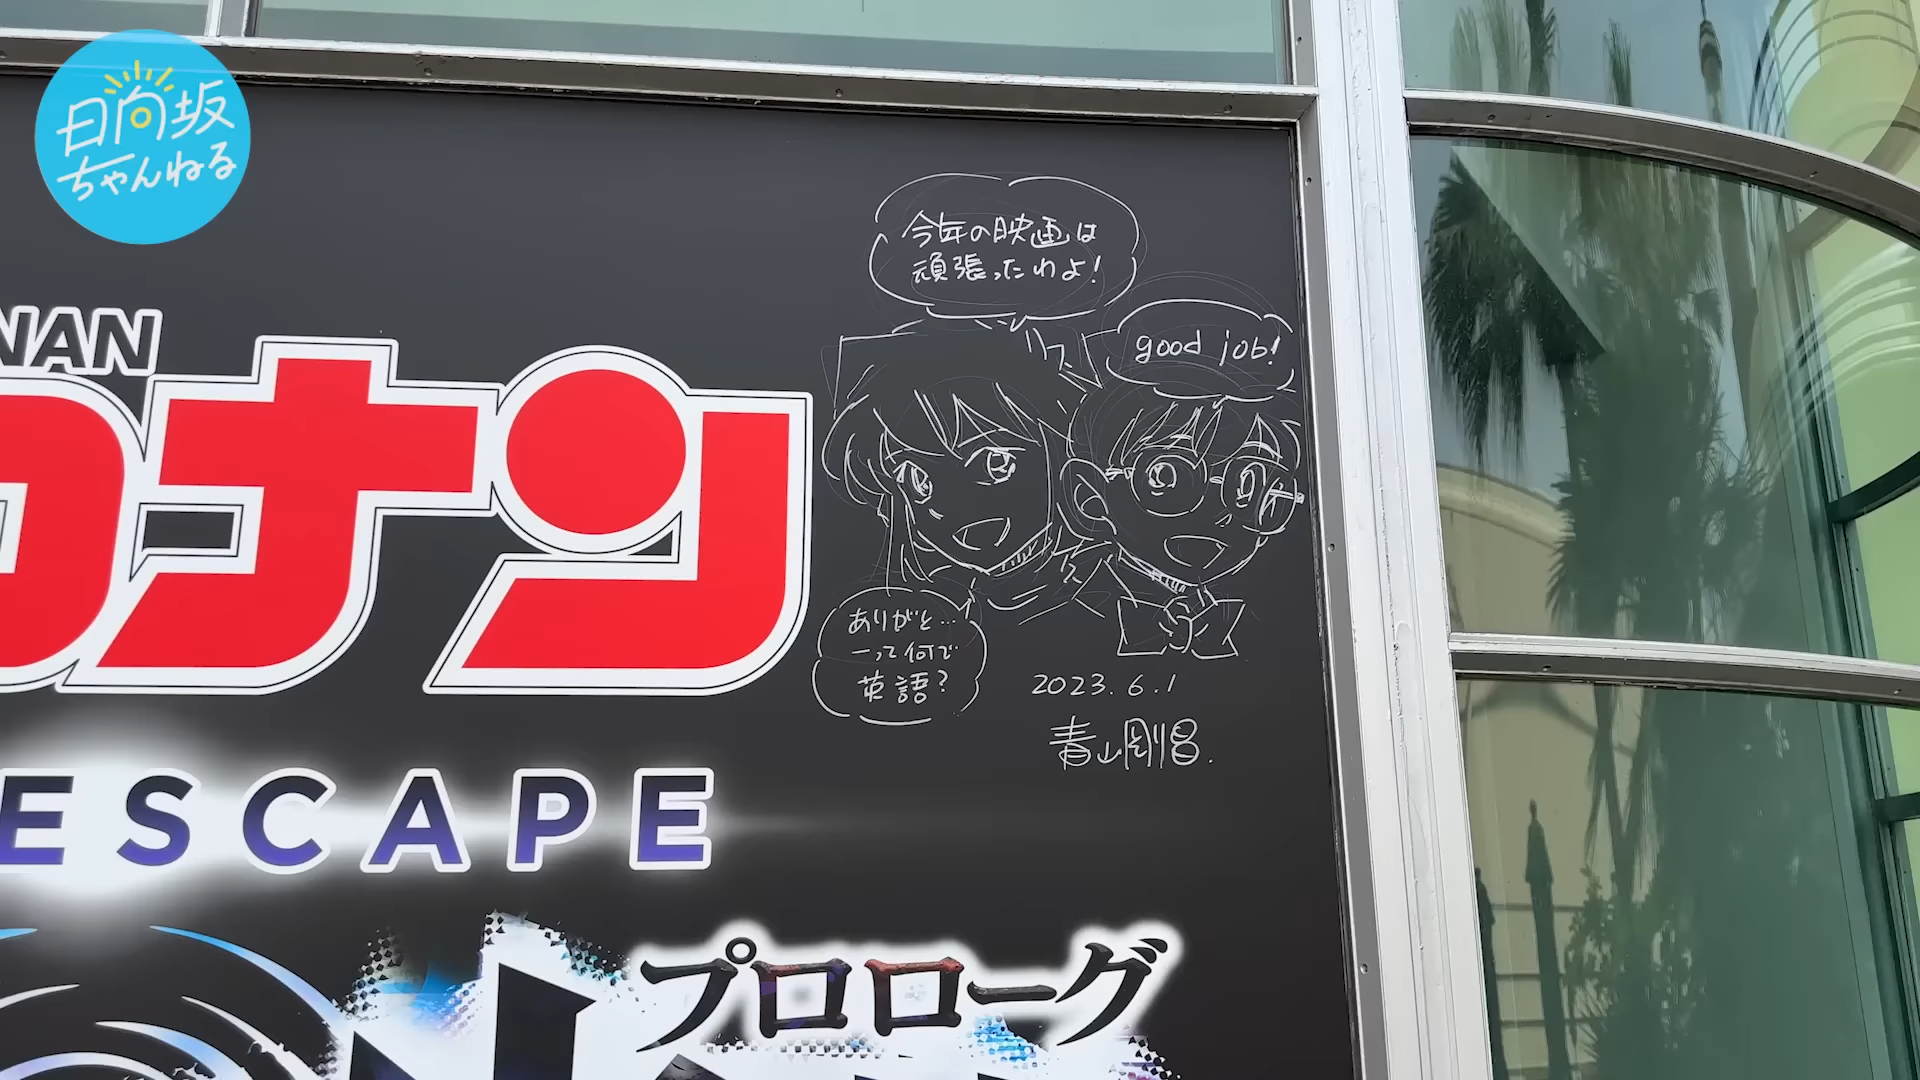 日向坂
ちゃんねる
今年の映画は
頑張ったわよ!
good job!
NAN
ナン
ありがと…
ーって何で
英語?
2023.6.1
青山剛昌.
ESCAPE
プロローグ